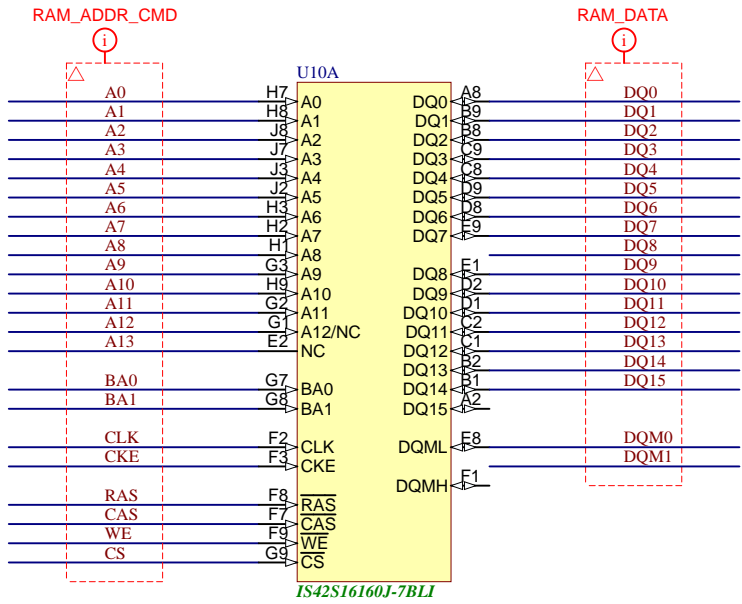 RAM_ADDR_CMD RAM_DATA
i i
U10A
A0 H7 A0 DQ0 A8 DQ0
A1 H8 A1 DQ1 B9 DQ1
A2 J8 A2 DQ2 B8 DQ2
A3 J7 A3 DQ3 C9 DQ3
A4 J3 A4 DQ4 C8 DQ4
A5 J2 A5 DQ5 D9 DQ5
A6 H3 A6 DQ6 D8 DQ6
A7 H2 A7 DQ7 E9 DQ7
A8 H1 A8 DQ8
A9 G3 A9 DQ8 E1 DQ9
A10 H9 A10 DQ9 D2 DQ10
A11 G2 A11 DQ10 D1 DQ11
A12 G1 A12/NC DQ11 C2 DQ12
A13 E2 NC DQ12 C1 DQ13
DQ13 B2 DQ14
BA0 G7 BA0 DQ14 B1 DQ15
BA1 G8 BA1 DQ15 A2
CLK F2 CLK DQML E8 DQM0
CKE F3 CKE DQM1
DQMH F1
RAS F8 RAS
CAS F7 CAS
WE F9 WE
CS G9 CS
IS42S16160J-7BLI